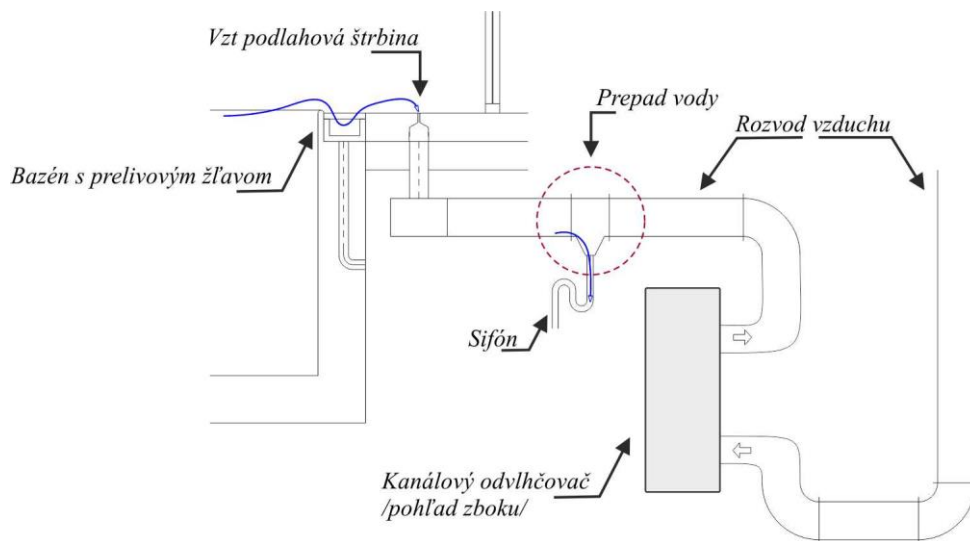 Vzt podlahová štrbina
Prepad vody
Rozvod vzduchu
Bazén s prelivovým žľavom
Sifón
Kanálový odvlhčovač
/pohľad zboku/